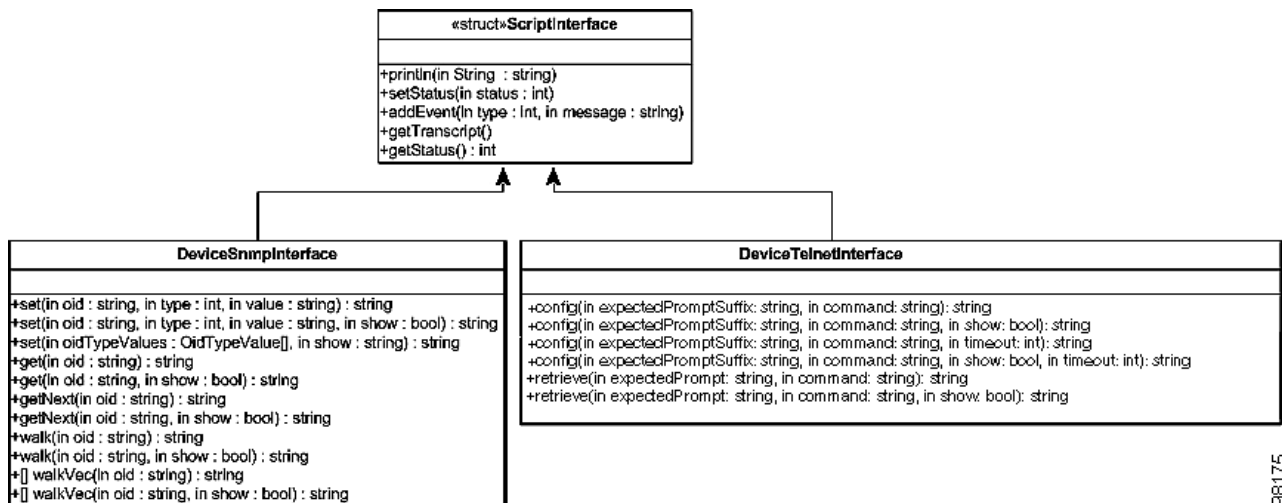 «struct»ScriptInterface
+println(in String : string)
+setStatus(in status : int)
+addEvent(in type : int, in message : string)
+getTranscript()
+getStatus() : int
DeviceSnmpInterface
+set(in oid : string, in type : int, in value : string) : string
+set(in oid : string, in type : int, in value : string, in show : bool) : string
+set(in oidTypeValues : OidTypeValue[], in show : string) : string
+get(in oid : string) : string
+get(in oid : string, in show : bool) : string
+getNext(in oid : string) : string
+getNext(in oid : string, in show : bool) : string
+walk(in oid : string) : string
+walk(in oid : string, in show : bool) : string
+[] walkVec(in oid : string) : string
+[] walkVec(in oid : string, in show : bool) : string
DeviceTelnetInterface
+config(in expectedPromptSuffix: string, in command: string): string
+config(in expectedPromptSuffix: string, in command: string, in show: bool): string
+config(in expectedPromptSuffix: string, in command: string, in timeout: int): string
+config(in expectedPromptSuffix: string, in command: string, in show: bool, in timeout: int): string
+retrieve(in expectedPrompt: string, in command: string): string
+retrieve(in expectedPrompt: string, in command: string, in show: bool): string
98175